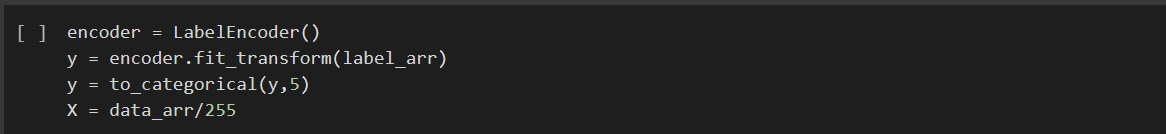 [ ] encoder = LabelEncoder()
y = encoder.fit_transform(label_arr)
y = to_categorical(y,5)
X = data_arr/255